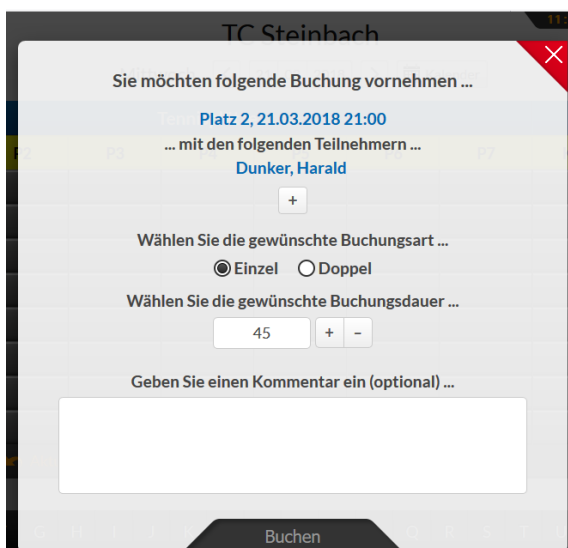 TC Steinbach
11:
Sie möchten folgende Buchung vornehmen ...
Platz 2, 21.03.2018 21:00
... mit den folgenden Teilnehmern ...
Dunker, Harald
+
Wählen Sie die gewünschte Buchungsart ...
Einzel Doppel
Wählen Sie die gewünschte Buchungsdauer ...
45 + -
Geben Sie einen Kommentar ein (optional) ...
Buchen